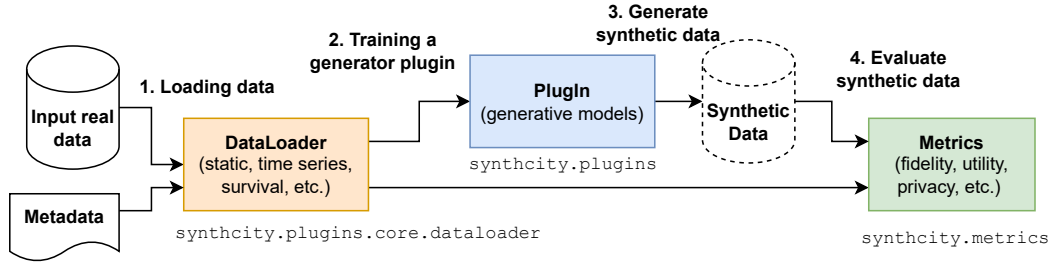 Input real
data
Metadata
1. Loading data
DataLoader
(static, time series,
survival, etc.)
synthcity.plugins.core.dataloader
2. Training a
generator plugin
PlugIn
(generative models)
synthcity.plugins
3. Generate
synthetic data
Synthetic
Data
4. Evaluate
synthetic data
Metrics
(fidelity, utility,
privacy, etc.)
synthcity.metrics